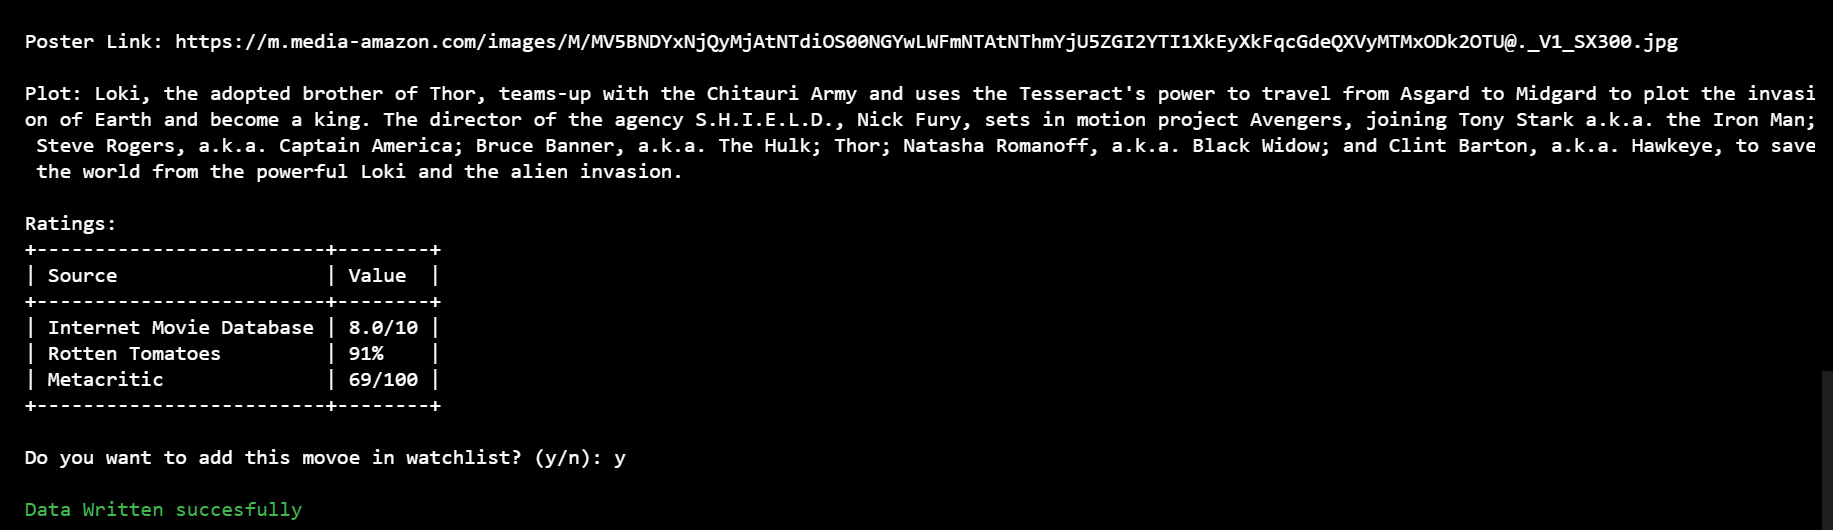 Poster Link: https://m.media-amazon.com/images/M/MV5BNDYxNjQyMjAtNTdiOS00NGYwLWFmNTAtNThmYjU5ZGI2YTI1XkEyXkFqcGdeQXVyMTMxODk2OTU@._V1_SX300.jpg
Plot: Loki, the adopted brother of Thor, teams-up with the Chitauri Army and uses the Tesseract's power to travel from Asgard to Midgard to plot the invasi
on of Earth and become a king. The director of the agency S.H.I.E.L.D., Nick Fury, sets in motion project Avengers, joining Tony Stark a.k.a. the Iron Man;
Steve Rogers, a.k.a. Captain America; Bruce Banner, a.k.a. The Hulk; Thor; Natasha Romanoff, a.k.a. Black Widow; and Clint Barton, a.k.a. Hawkeye, to save
the world from the powerful Loki and the alien invasion.
Ratings:
+-------------------------+--------+
| Source                  | Value  |
+-------------------------+--------+
| Internet Movie Database | 8.0/10 |
| Rotten Tomatoes         | 91%    |
| Metacritic              | 69/100 |
+-------------------------+--------+
Do you want to add this movoe in watchlist? (y/n): y
Data Written succesfully